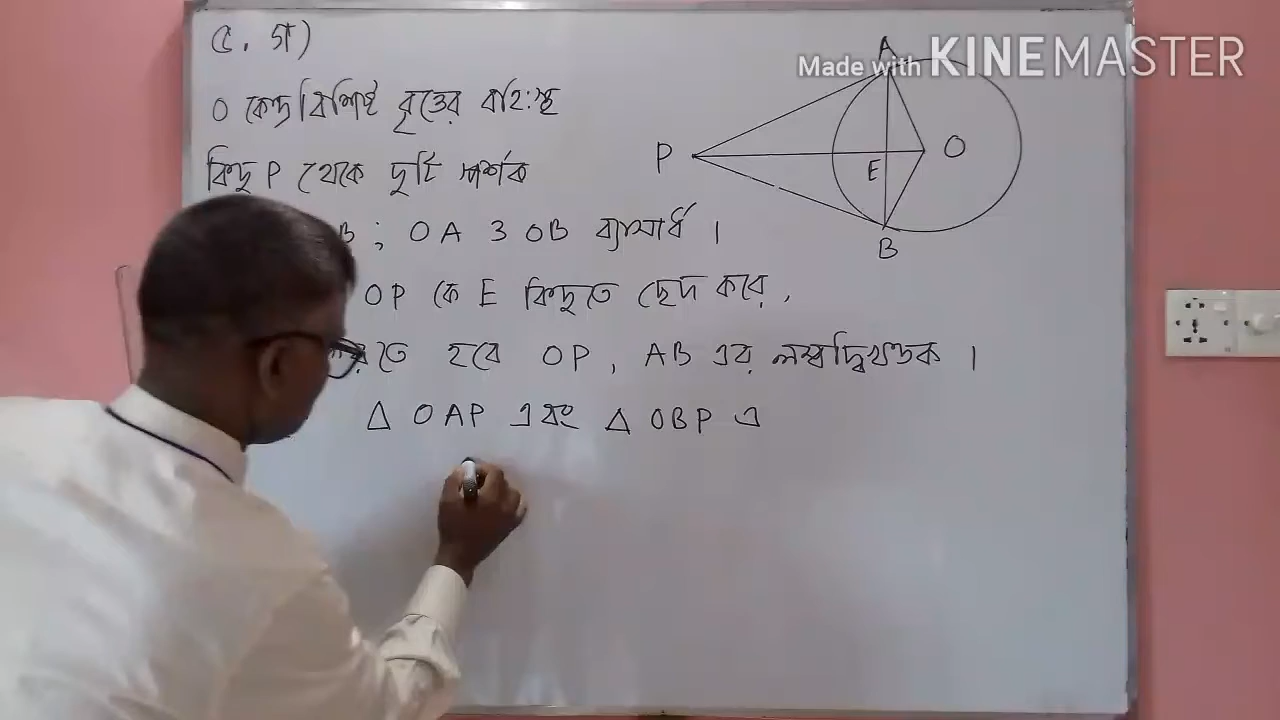 ৫. গ)
O কেন্দ্রবিশিষ্ট বৃত্তের বহিঃস্থ
বিন্দু P থেকে দুটি স্পর্শক
B ; OA ও OB ব্যাসার্ধ ।
OP কে E বিন্দুতে ছেদ করে,
তে হবে OP, AB এর লম্বদ্বিখণ্ডক ।
Δ OAP এবং Δ OBP এ
A
P
E
O
B
Made with KINEMASTER